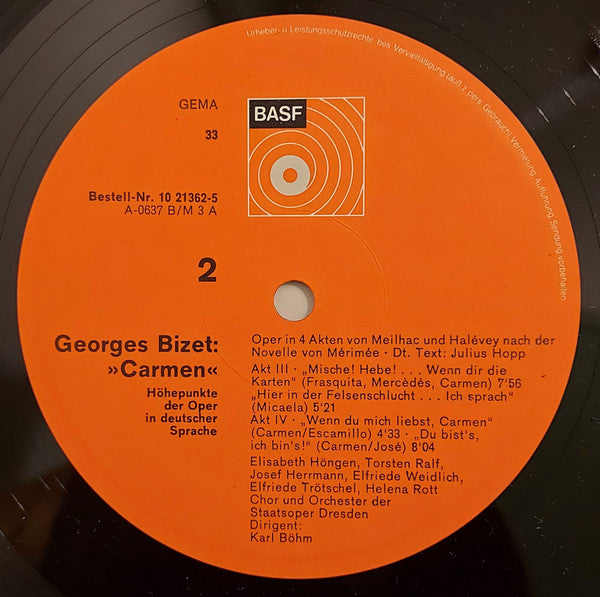 Urheber- u Leistungsschutzrechte, bes Vervielfältigung (auch z pers Gebrauch), Vermietung Aufführung, Sendung vorbehalten.
GEMA
BASF
33
Bestell-Nr. 10 21362-5
A-0637 B/M 3 A
2
Georges Bizet:
»Carmen«
Höhepunkte
der Oper
in deutscher
Sprache
Oper in 4 Akten von Meilhac und Halévey nach der
Novelle von Mérimée · Dt. Text: Julius Hopp
Akt III · „Mische! Hebe! . . . Wenn dir die
Karten“ (Frasquita, Mercèdés, Carmen) 7'56
„Hier in der Felsenschlucht . . . Ich sprach“
(Micaela) 5'21
Akt IV · „Wenn du mich liebst, Carmen“
(Carmen/Escamillo) 4'33 · „Du bist's,
ich bin's!“ (Carmen/José) 8'04
Elisabeth Höngen, Torsten Ralf,
Josef Herrmann, Elfriede Weidlich,
Elfriede Trötschel, Helena Rott
Chor und Orchester der
Staatsoper Dresden
Dirigent:
Karl Böhm